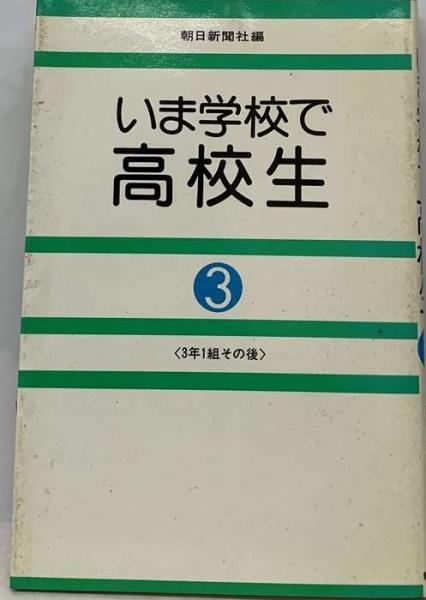 朝日新聞社編
いま学校で
高校生
3
〈3年1組その後〉